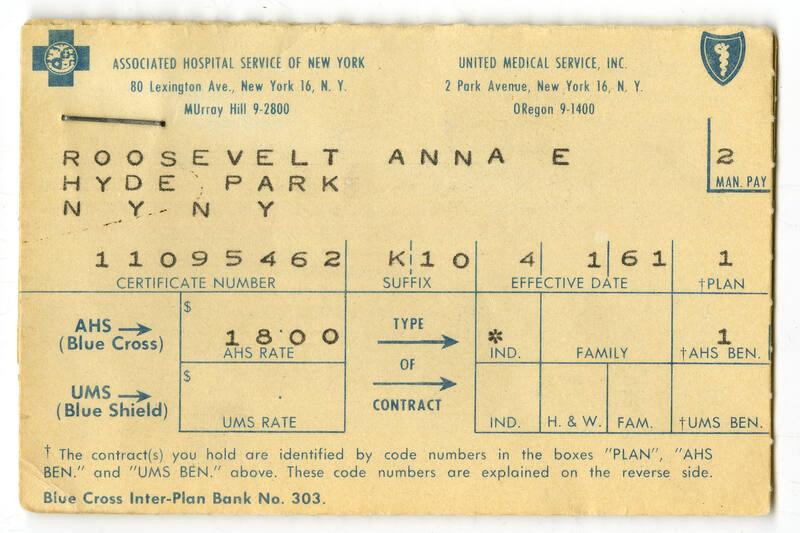 ASSOCIATED HOSPITAL SERVICE OF NEW YORK
80 Lexington Ave., New York 16, N. Y.
MUrray Hill 9-2800
UNITED MEDICAL SERVICE, INC.
2 Park Avenue, New York 16, N. Y.
ORegon 9-1400
ROOSEVELT ANNA E
HYDE PARK
N Y N Y
2
MAN. PAY
11095462 K10 4 1 61 1
CERTIFICATE NUMBER SUFFIX EFFECTIVE DATE †PLAN
AHS →
(Blue Cross)
$
18 00
AHS RATE
TYPE
OF
CONTRACT
*
IND. FAMILY
1
†AHS BEN.
UMS →
(Blue Shield)
$
UMS RATE
IND. H. & W. FAM. †UMS BEN.
† The contract(s) you hold are identified by code numbers in the boxes "PLAN", "AHS
BEN." and "UMS BEN." above. These code numbers are explained on the reverse side.
Blue Cross Inter-Plan Bank No. 303.